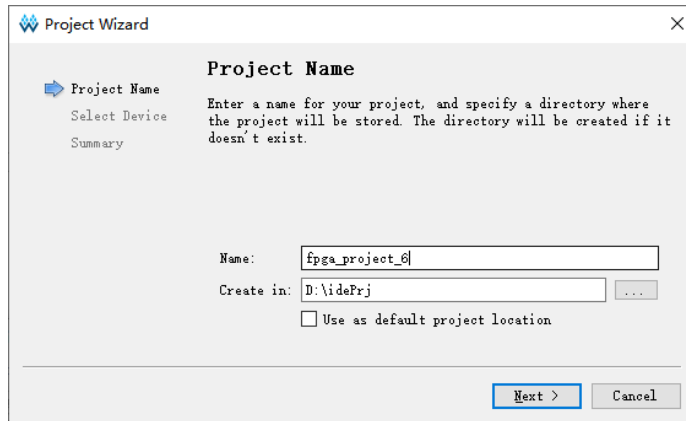 Project Wizard
Project Name
Select Device
Summary
Project Name
Enter a name for your project, and specify a directory where
the project will be stored. The directory will be created if it
doesn't exist.
Name: fpga_project_6
Create in: D:\idePrj ...
Use as default project location
Next > Cancel